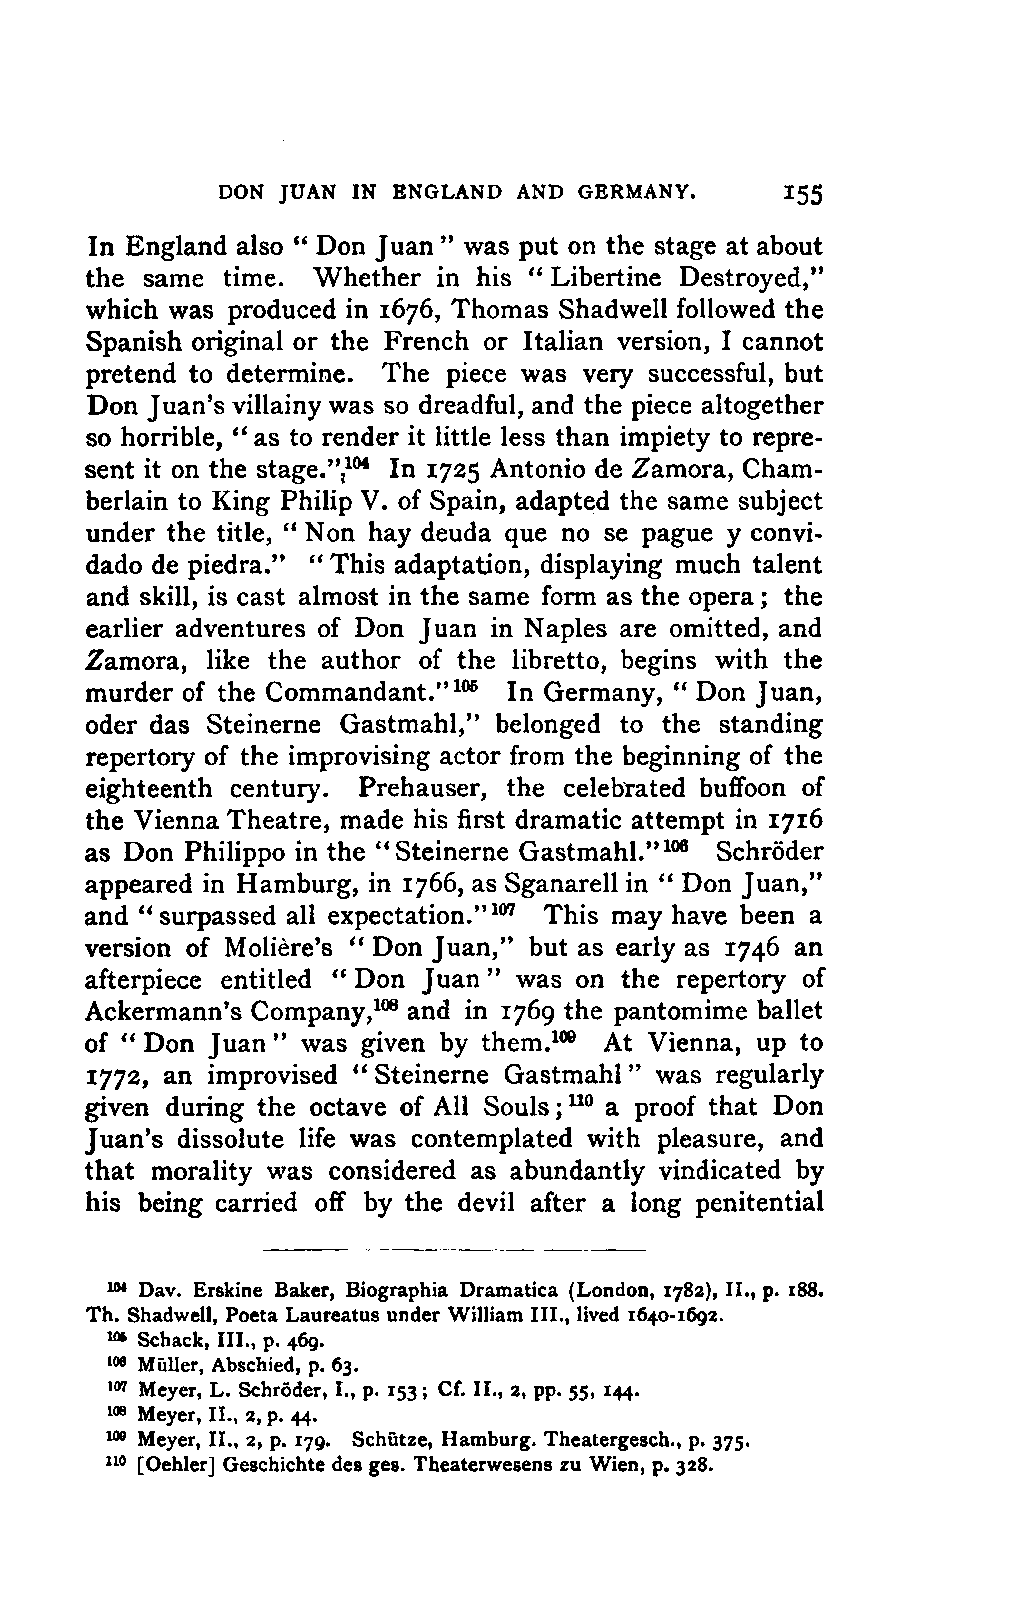 DON JUAN IN ENGLAND AND GERMANY. 155
In England also “ Don Juan ” was put on the stage at about
the same time. Whether in his “ Libertine Destroyed,”
which was produced in 1676, Thomas Shadwell followed the
Spanish original or the French or Italian version, I cannot
pretend to determine. The piece was very successful, but
Don Juan's villainy was so dreadful, and the piece altogether
so horrible, “ as to render it little less than impiety to repre-
sent it on the stage.”;¹⁰⁴ In 1725 Antonio de Zamora, Cham-
berlain to King Philip V. of Spain, adapted the same subject
under the title, “ Non hay deuda que no se pague y convi-
dado de piedra.” “ This adaptation, displaying much talent
and skill, is cast almost in the same form as the opera ; the
earlier adventures of Don Juan in Naples are omitted, and
Zamora, like the author of the libretto, begins with the
murder of the Commandant.” ¹⁰⁵ In Germany, “ Don Juan,
oder das Steinerne Gastmahl,” belonged to the standing
repertory of the improvising actor from the beginning of the
eighteenth century. Prehauser, the celebrated buffoon of
the Vienna Theatre, made his first dramatic attempt in 1716
as Don Philippo in the “ Steinerne Gastmahl.” ¹⁰⁶ Schröder
appeared in Hamburg, in 1766, as Sganarell in “ Don Juan,”
and “ surpassed all expectation.” ¹⁰⁷ This may have been a
version of Molière's “ Don Juan,” but as early as 1746 an
afterpiece entitled “ Don Juan ” was on the repertory of
Ackermann's Company,¹⁰⁸ and in 1769 the pantomime ballet
of “ Don Juan ” was given by them.¹⁰⁹ At Vienna, up to
1772, an improvised “ Steinerne Gastmahl ” was regularly
given during the octave of All Souls ; ¹¹⁰ a proof that Don
Juan's dissolute life was contemplated with pleasure, and
that morality was considered as abundantly vindicated by
his being carried off by the devil after a long penitential
¹⁰⁴ Dav. Erskine Baker, Biographia Dramatica (London, 1782), II., p. 188.
Th. Shadwell, Poeta Laureatus under William III., lived 1640-1692.
¹⁰⁵ Schack, III., p. 469.
¹⁰⁶ Müller, Abschied, p. 63.
¹⁰⁷ Meyer, L. Schröder, I., p. 153 ; Cf. II., 2, pp. 55, 144.
¹⁰⁸ Meyer, II., 2, p. 44.
¹⁰⁹ Meyer, II., 2, p. 179. Schütze, Hamburg. Theatergesch., p. 375.
¹¹⁰ [Oehler] Geschichte des ges. Theaterwesens zu Wien, p. 328.